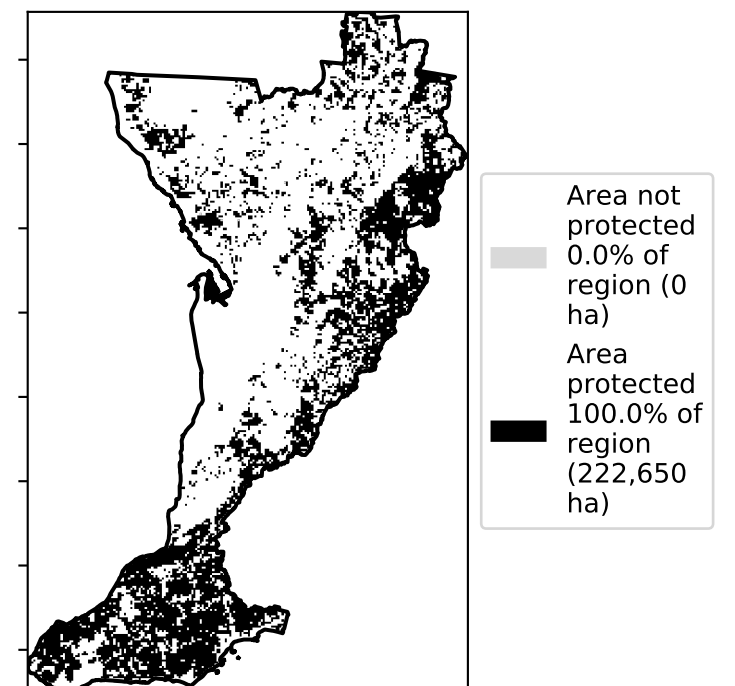 Area not
protected
0.0% of
region (0
ha)
Area
protected
100.0% of
region
(222,650
ha)